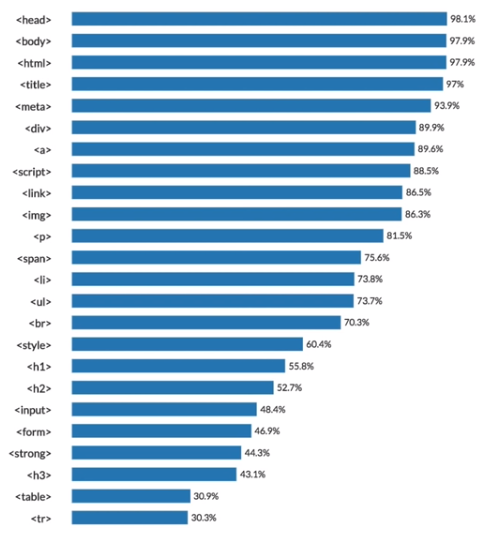 <head> 98.1%
<body> 97.9%
<html> 97.9%
<title> 97%
<meta> 93.9%
<div> 89.9%
<a> 89.6%
<script> 88.5%
<link> 86.5%
<img> 86.3%
<p> 81.5%
<span> 75.6%
<li> 73.8%
<ul> 73.7%
<br> 70.3%
<style> 60.4%
<h1> 55.8%
<h2> 52.7%
<input> 48.4%
<form> 46.9%
<strong> 44.3%
<h3> 43.1%
<table> 30.9%
<tr> 30.3%